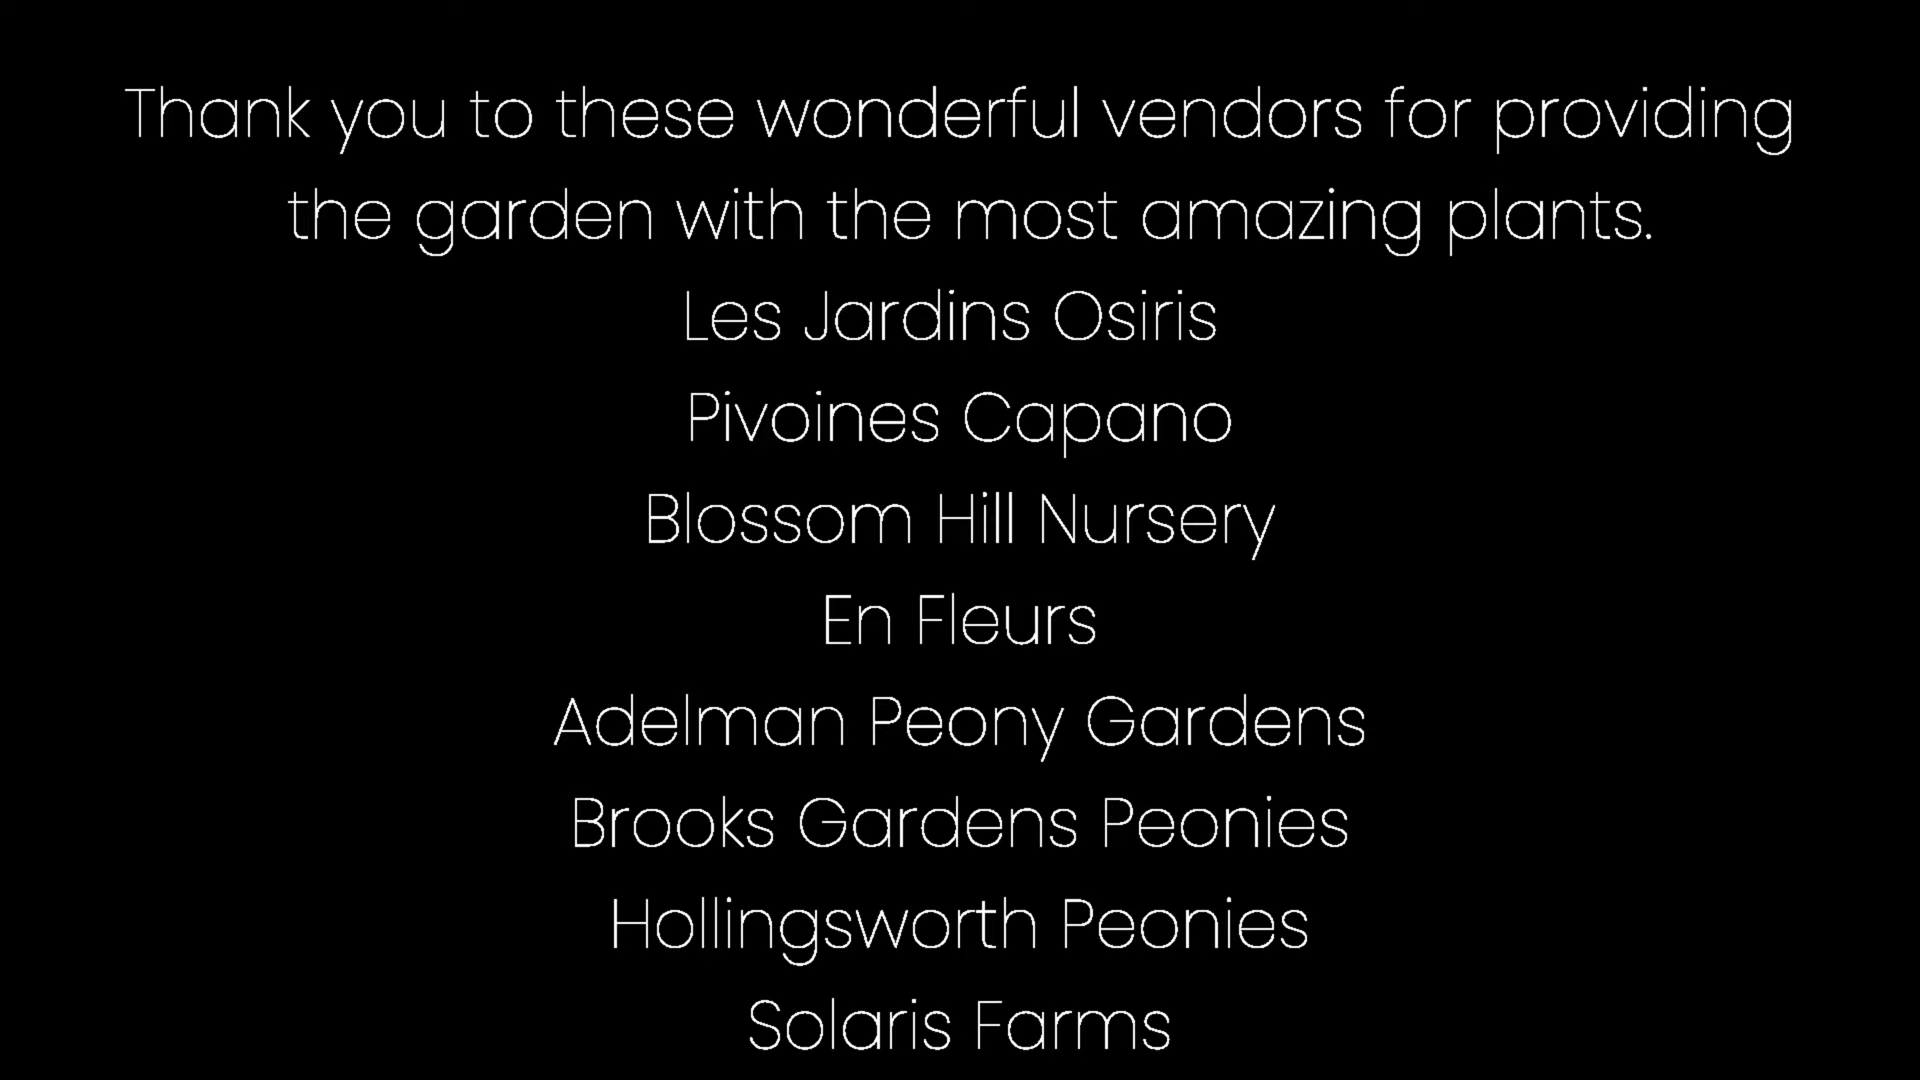 Thank you to these wonderful vendors for providing
the garden with the most amazing plants.
Les Jardins Osiris
Pivoines Capano
Blossom Hill Nursery
En Fleurs
Adelman Peony Gardens
Brooks Gardens Peonies
Hollingsworth Peonies
Solaris Farms